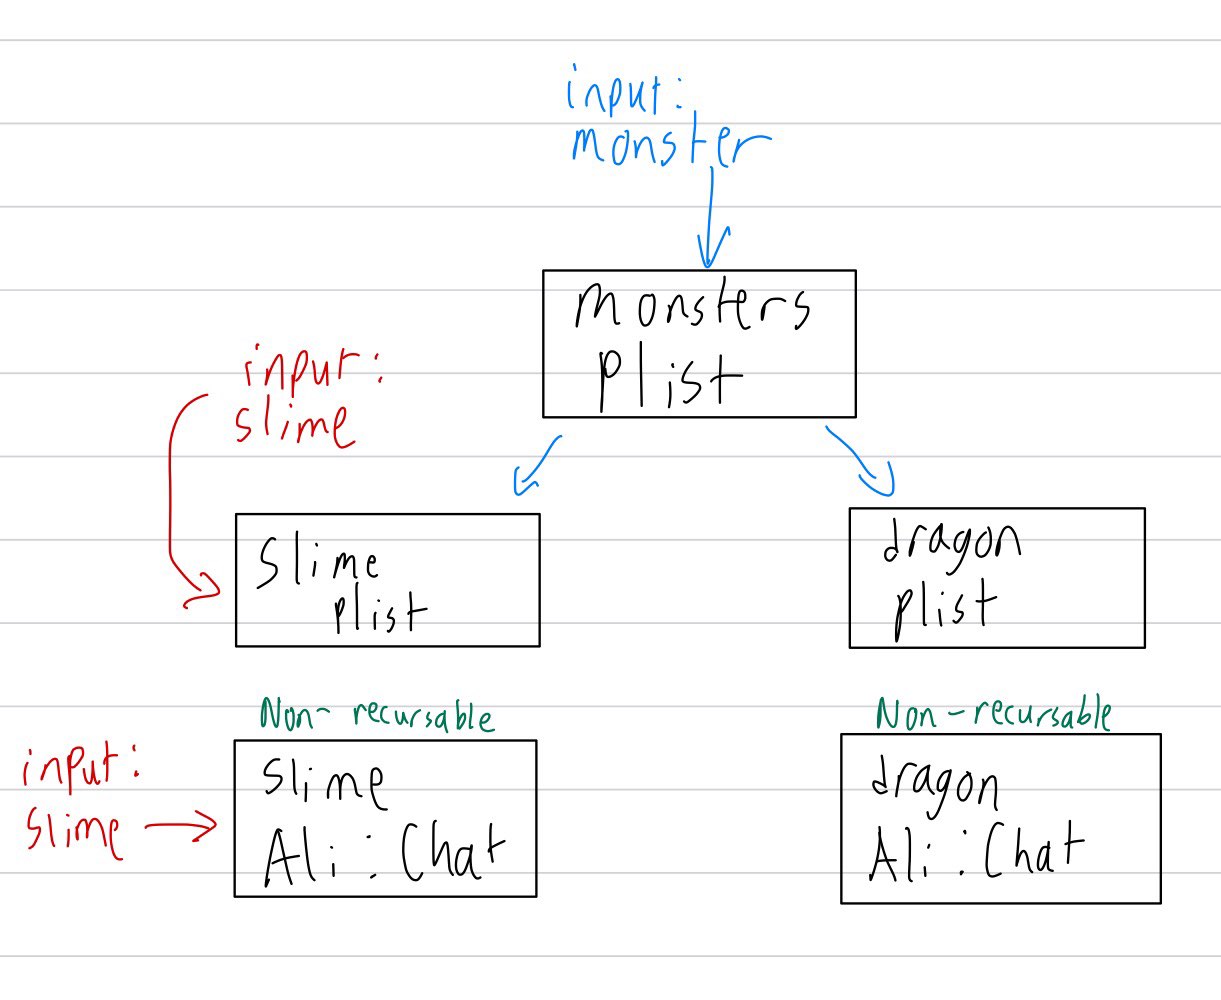 input:
monster
monsters
plist
input:
slime
slime
plist
dragon
plist
Non-recursable
Non-recursable
input:
slime
slime
Ali:Chat
dragon
Ali:Chat